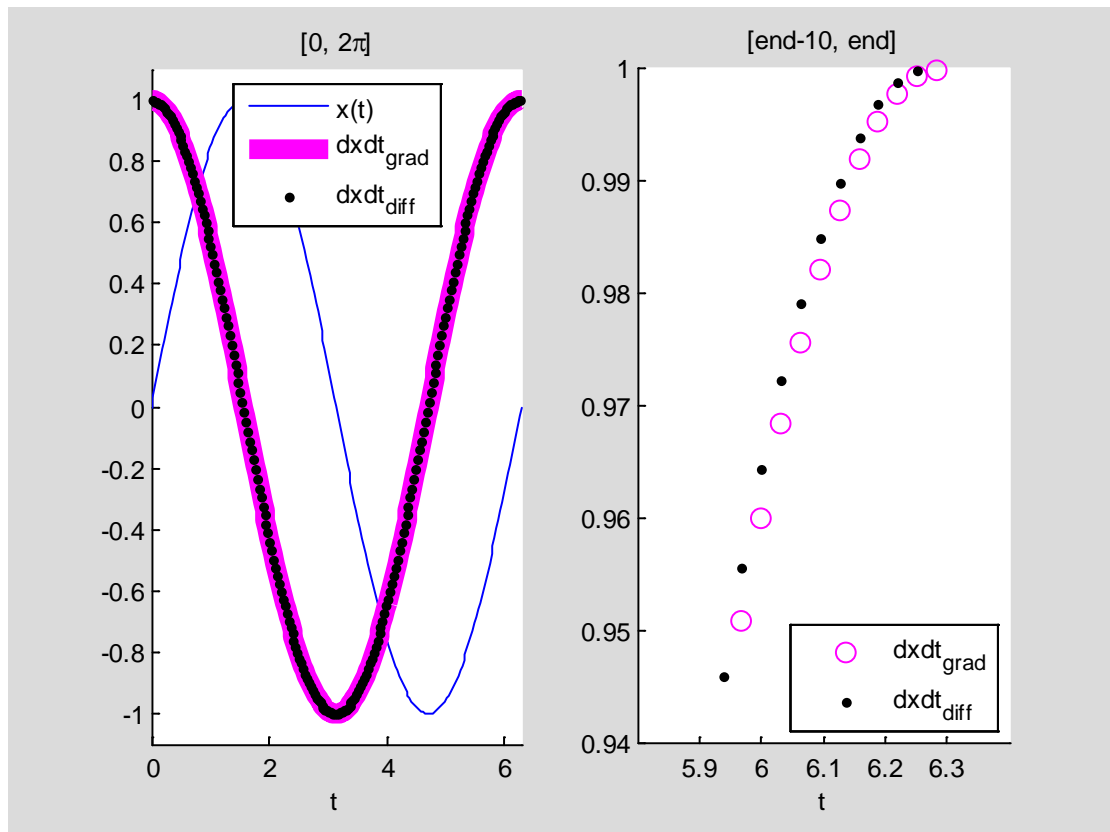 [0, 2π]
1
0.8
0.6
0.4
0.2
0
-0.2
-0.4
-0.6
-0.8
-1
0 2 4 6
t
x(t)
dxdt_grad
dxdt_diff
[end-10, end]
1
0.99
0.98
0.97
0.96
0.95
0.94
5.9 6 6.1 6.2 6.3
t
dxdt_grad
dxdt_diff